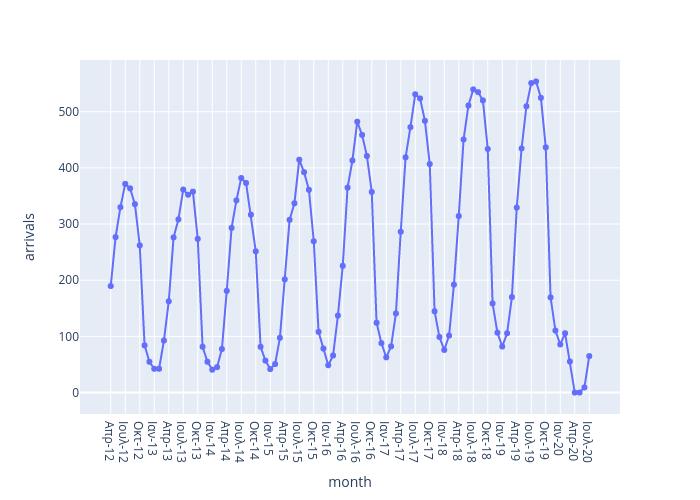 500
400
300
200
100
0
arrivals
Απρ-12
Ιουλ-12
Οκτ-12
Ιαν-13
Απρ-13
Ιουλ-13
Οκτ-13
Ιαν-14
Απρ-14
Ιουλ-14
Οκτ-14
Ιαν-15
Απρ-15
Ιουλ-15
Οκτ-15
Ιαν-16
Απρ-16
Ιουλ-16
Οκτ-16
Ιαν-17
Απρ-17
Ιουλ-17
Οκτ-17
Ιαν-18
Απρ-18
Ιουλ-18
Οκτ-18
Ιαν-19
Απρ-19
Ιουλ-19
Οκτ-19
Ιαν-20
Απρ-20
Ιουλ-20
month